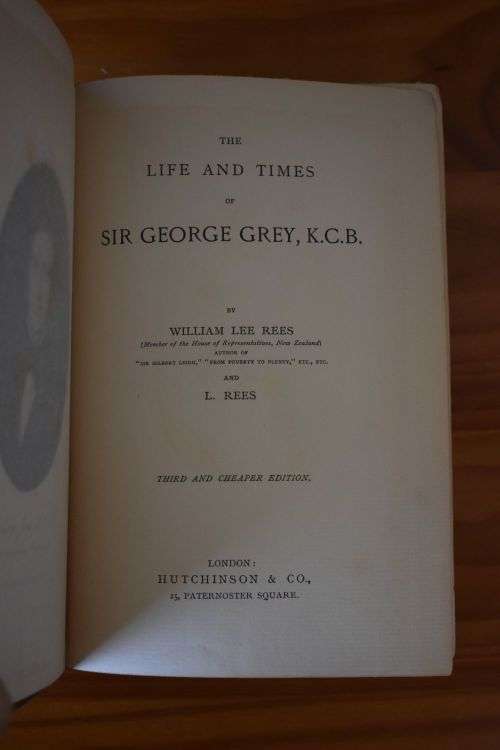 THE
LIFE AND TIMES
OF
SIR GEORGE GREY, K.C.B.
BY
WILLIAM LEE REES
(Member of the House of Representatives, New Zealand)
AUTHOR OF
"SIR GILBERT LEIGH," "FROM POVERTY TO PLENTY," ETC., ETC.
AND
L. REES
THIRD AND CHEAPER EDITION.
LONDON:
HUTCHINSON & CO.,
25, PATERNOSTER SQUARE.